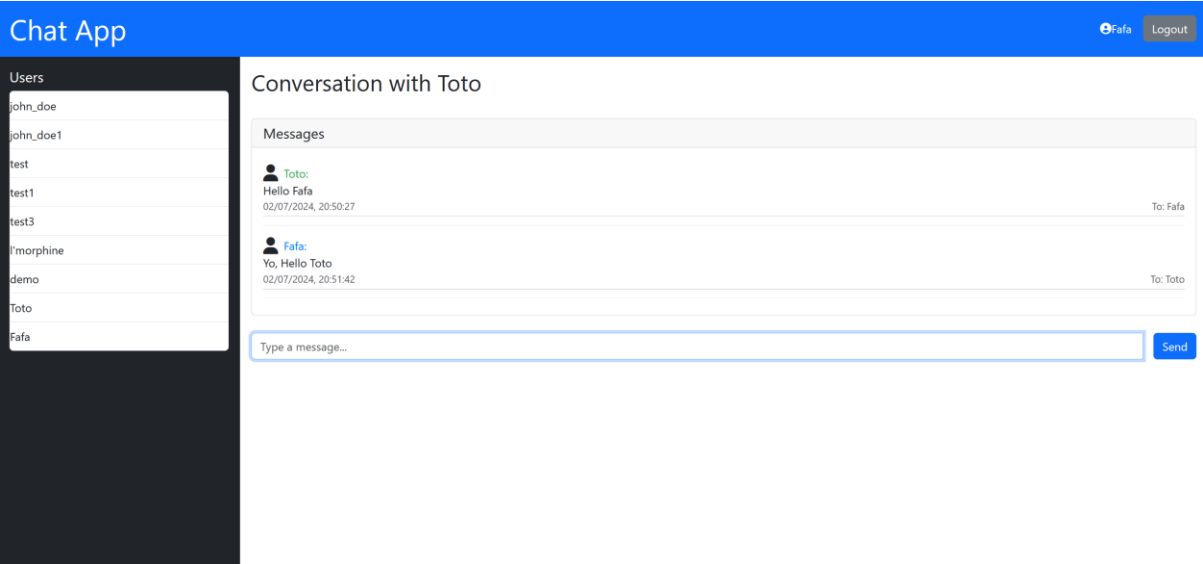 Chat App
Fafa Logout
Users
john_doe
john_doe1
test
test1
test3
l'morphine
demo
Toto
Fafa
Conversation with Toto
Messages
Toto:
Hello Fafa
02/07/2024, 20:50:27 To: Fafa
Fafa:
Yo, Hello Toto
02/07/2024, 20:51:42 To: Toto
Type a message... Send